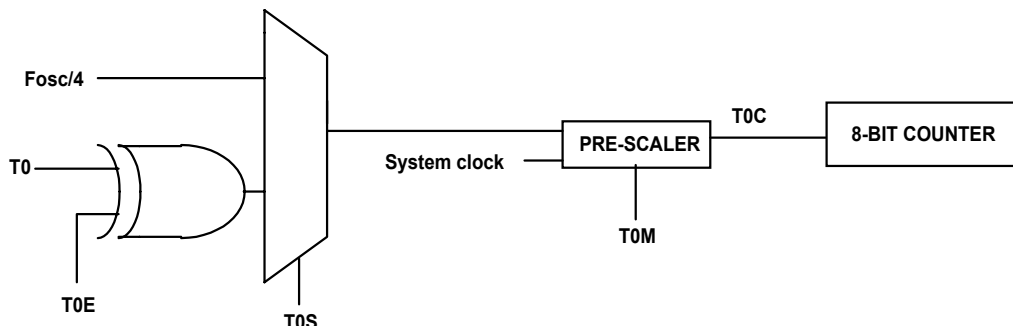 Fosc/4
T0C
8-BIT COUNTER
PRE-SCALER
T0
System clock
T0M
T0E
T0S